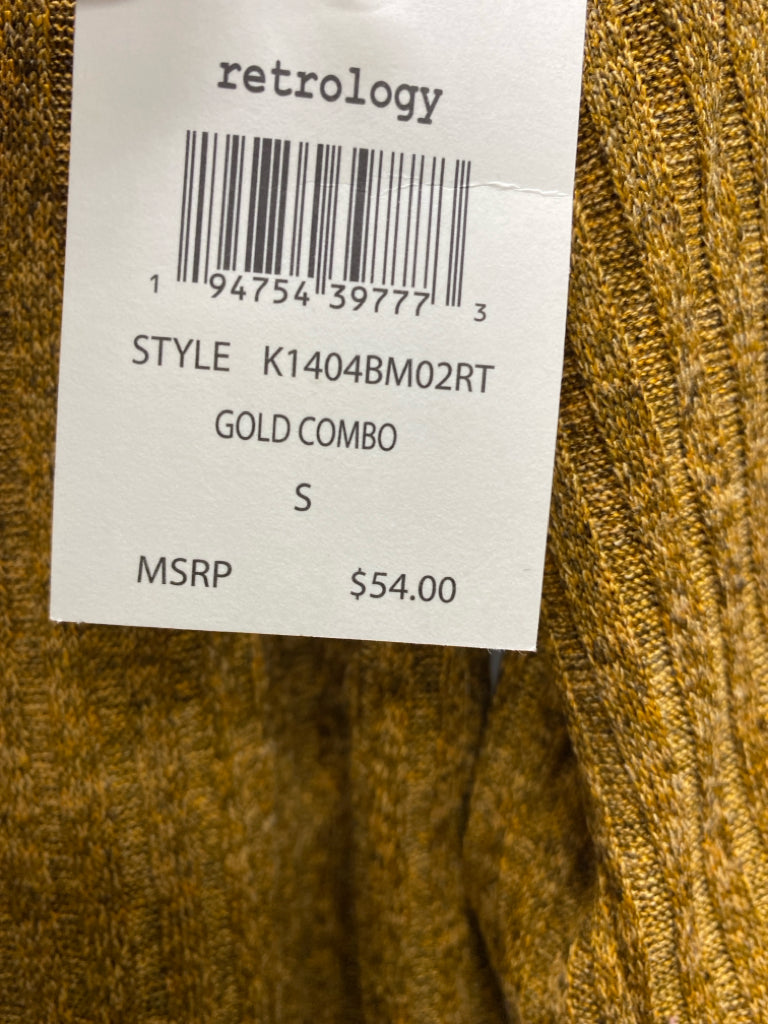 retrology
1 94754 39777 3
STYLE K1404BM02RT
GOLD COMBO
S
MSRP $54.00